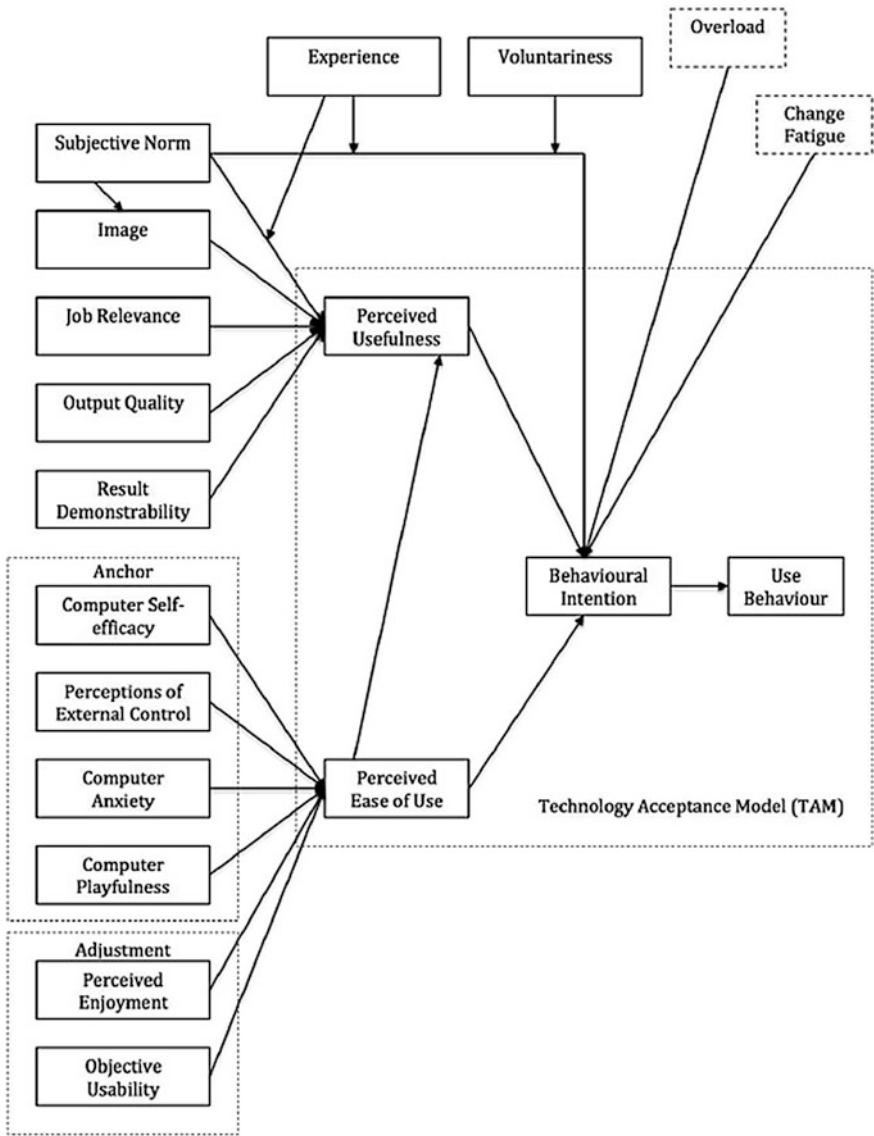 Overload
Experience
Voluntariness
Change
Fatigue
Subjective Norm
Image
Job Relevance
Perceived
Usefulness
Output Quality
Result
Demonstrability
Anchor
Computer Self-
efficacy
Behavioural
Intention
Use
Behaviour
Perceptions of
External Control
Computer
Anxiety
Perceived
Ease of Use
Technology Acceptance Model (TAM)
Computer
Playfulness
Adjustment
Perceived
Enjoyment
Objective
Usability